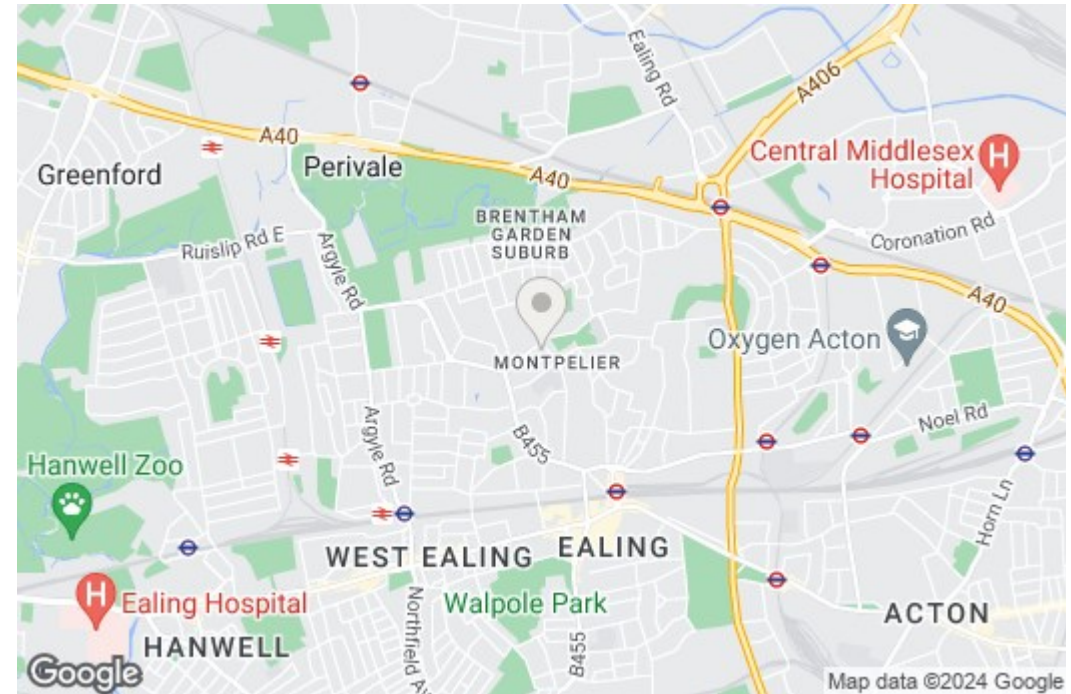 Ealing Rd
A406
A40
Greenford
Perivale
A40
Central Middlesex
Hospital
H
BRENTHAM
GARDEN
SUBURB
Ruislip Rd E
Argyle Rd
Coronation Rd
A40
Oxygen Acton
MONTPELIER
Argyle Rd
B455
Noel Rd
Hanwell Zoo
Horn Ln
WEST EALING
EALING
H
Ealing Hospital
Walpole Park
ACTON
HANWELL
Northfield Av
B455
Google
Map data ©2024 Google